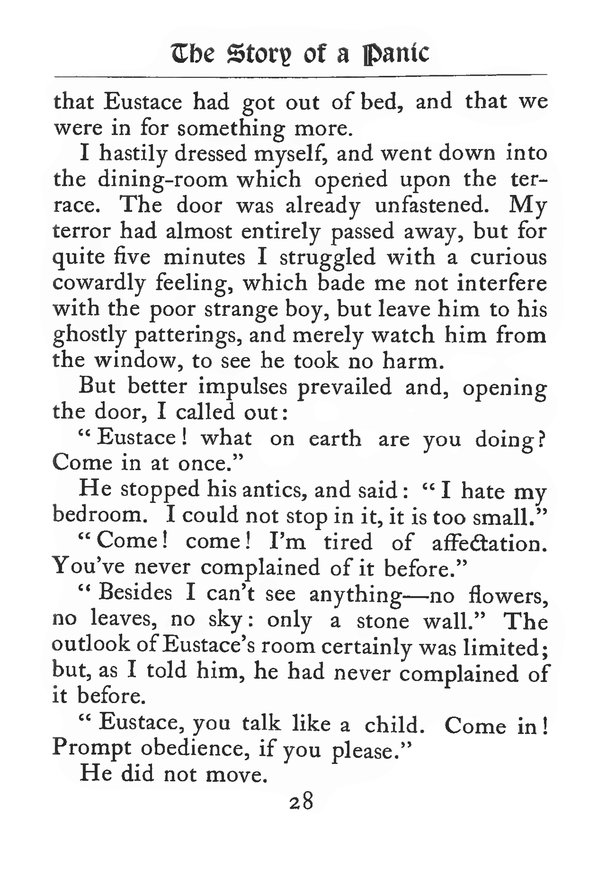 The Story of a Panic
that Eustace had got out of bed, and that we
were in for something more.
I hastily dressed myself, and went down into
the dining-room which opened upon the ter-
race. The door was already unfastened. My
terror had almost entirely passed away, but for
quite five minutes I struggled with a curious
cowardly feeling, which bade me not interfere
with the poor strange boy, but leave him to his
ghostly patterings, and merely watch him from
the window, to see he took no harm.
But better impulses prevailed and, opening
the door, I called out:
“ Eustace! what on earth are you doing?
Come in at once.”
He stopped his antics, and said: “ I hate my
bedroom. I could not stop in it, it is too small.”
“ Come! come! I’m tired of affectation.
You’ve never complained of it before.”
“ Besides I can’t see anything—no flowers,
no leaves, no sky: only a stone wall.” The
outlook of Eustace’s room certainly was limited;
but, as I told him, he had never complained of
it before.
“ Eustace, you talk like a child. Come in!
Prompt obedience, if you please.”
He did not move.
28